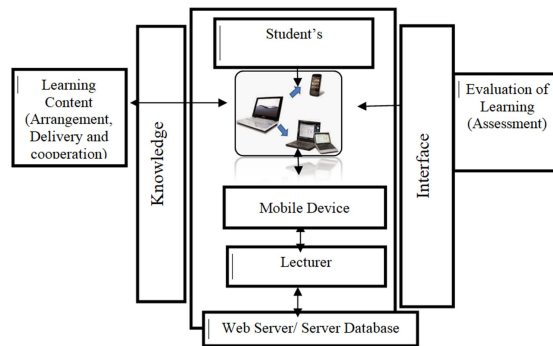 Student's
Learning
Content
(Arrangement,
Delivery and
cooperation)
Knowledge
Interface
Evaluation of
Learning
(Assessment)
Mobile Device
Lecturer
Web Server/ Server Database